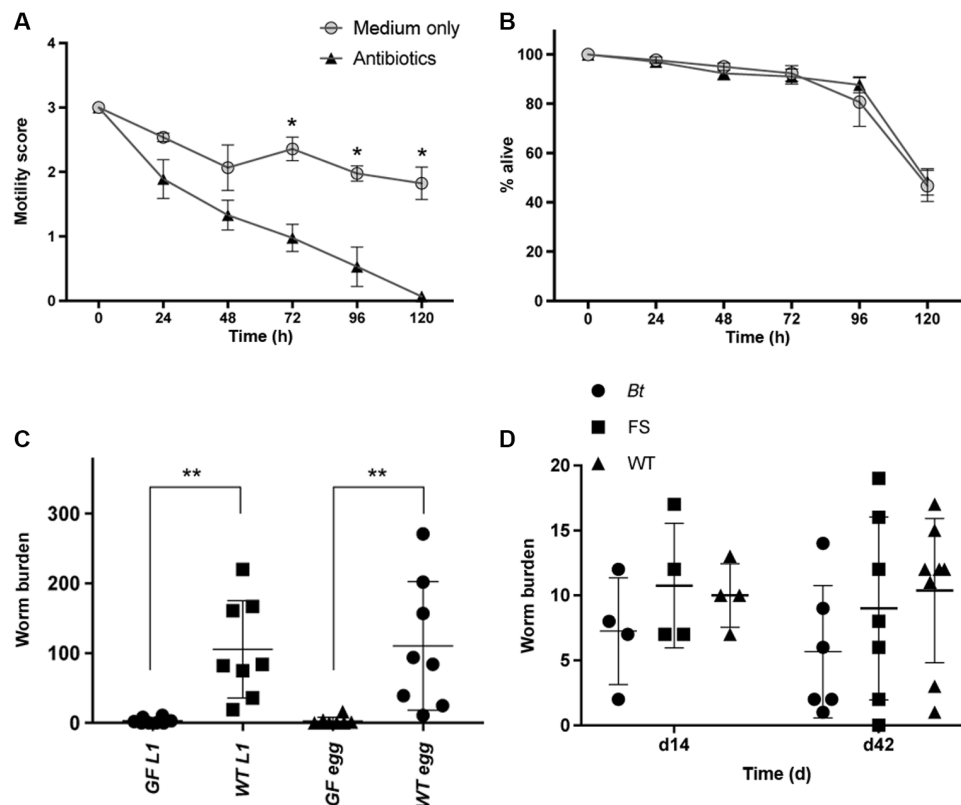 A
Medium only
Antibiotics
Motility score
4
3
2
1
0
*
*
*
0 24 48 72 96 120
Time (h)
B
% alive
100
80
60
40
20
0
0 24 48 72 96 120
Time (h)
C
Worm burden
300
200
100
0
**
**
GF L1
WT L1
GF egg
WT egg
D
Bt
FS
WT
Worm burden
20
15
10
5
0
d14 d42
Time (d)